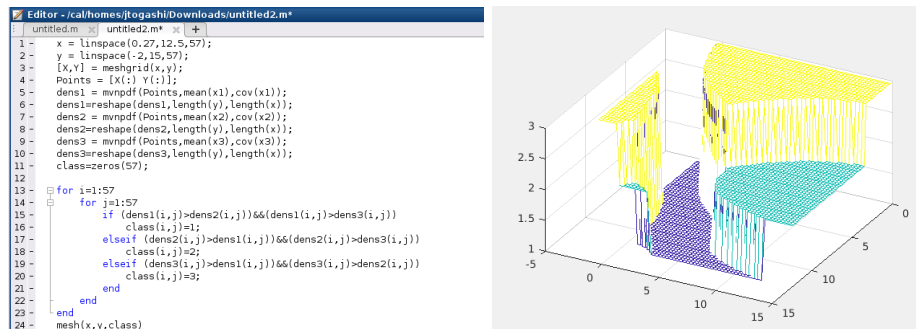 Editor - /cal/homes/jtogashi/Downloads/untitled2.m*
untitled.m × untitled2.m* × +
1 - x = linspace(0.27,12.5,57);
2 - y = linspace(-2,15,57);
3 - [X,Y] = meshgrid(x,y);
4 - Points = [X(:) Y(:)];
5 - dens1 = mvnpdf(Points,mean(x1),cov(x1));
6 - dens1=reshape(dens1,length(y),length(x));
7 - dens2 = mvnpdf(Points,mean(x2),cov(x2));
8 - dens2=reshape(dens2,length(y),length(x));
9 - dens3 = mvnpdf(Points,mean(x3),cov(x3));
10 - dens3=reshape(dens3,length(y),length(x));
11 - class=zeros(57);
12
13 - for i=1:57
14 - for j=1:57
15 - if (dens1(i,j)>dens2(i,j))&&(dens1(i,j)>dens3(i,j))
16 - class(i,j)=1;
17 - elseif (dens2(i,j)>dens1(i,j))&&(dens2(i,j)>dens3(i,j))
18 - class(i,j)=2;
19 - elseif (dens3(i,j)>dens1(i,j))&&(dens3(i,j)>dens2(i,j))
20 - class(i,j)=3;
21 - end
22 - end
23 - end
24 - mesh(x,y,class)
3
2.5
2
1.5
1
-5
0
5
10
15
15
10
5
0